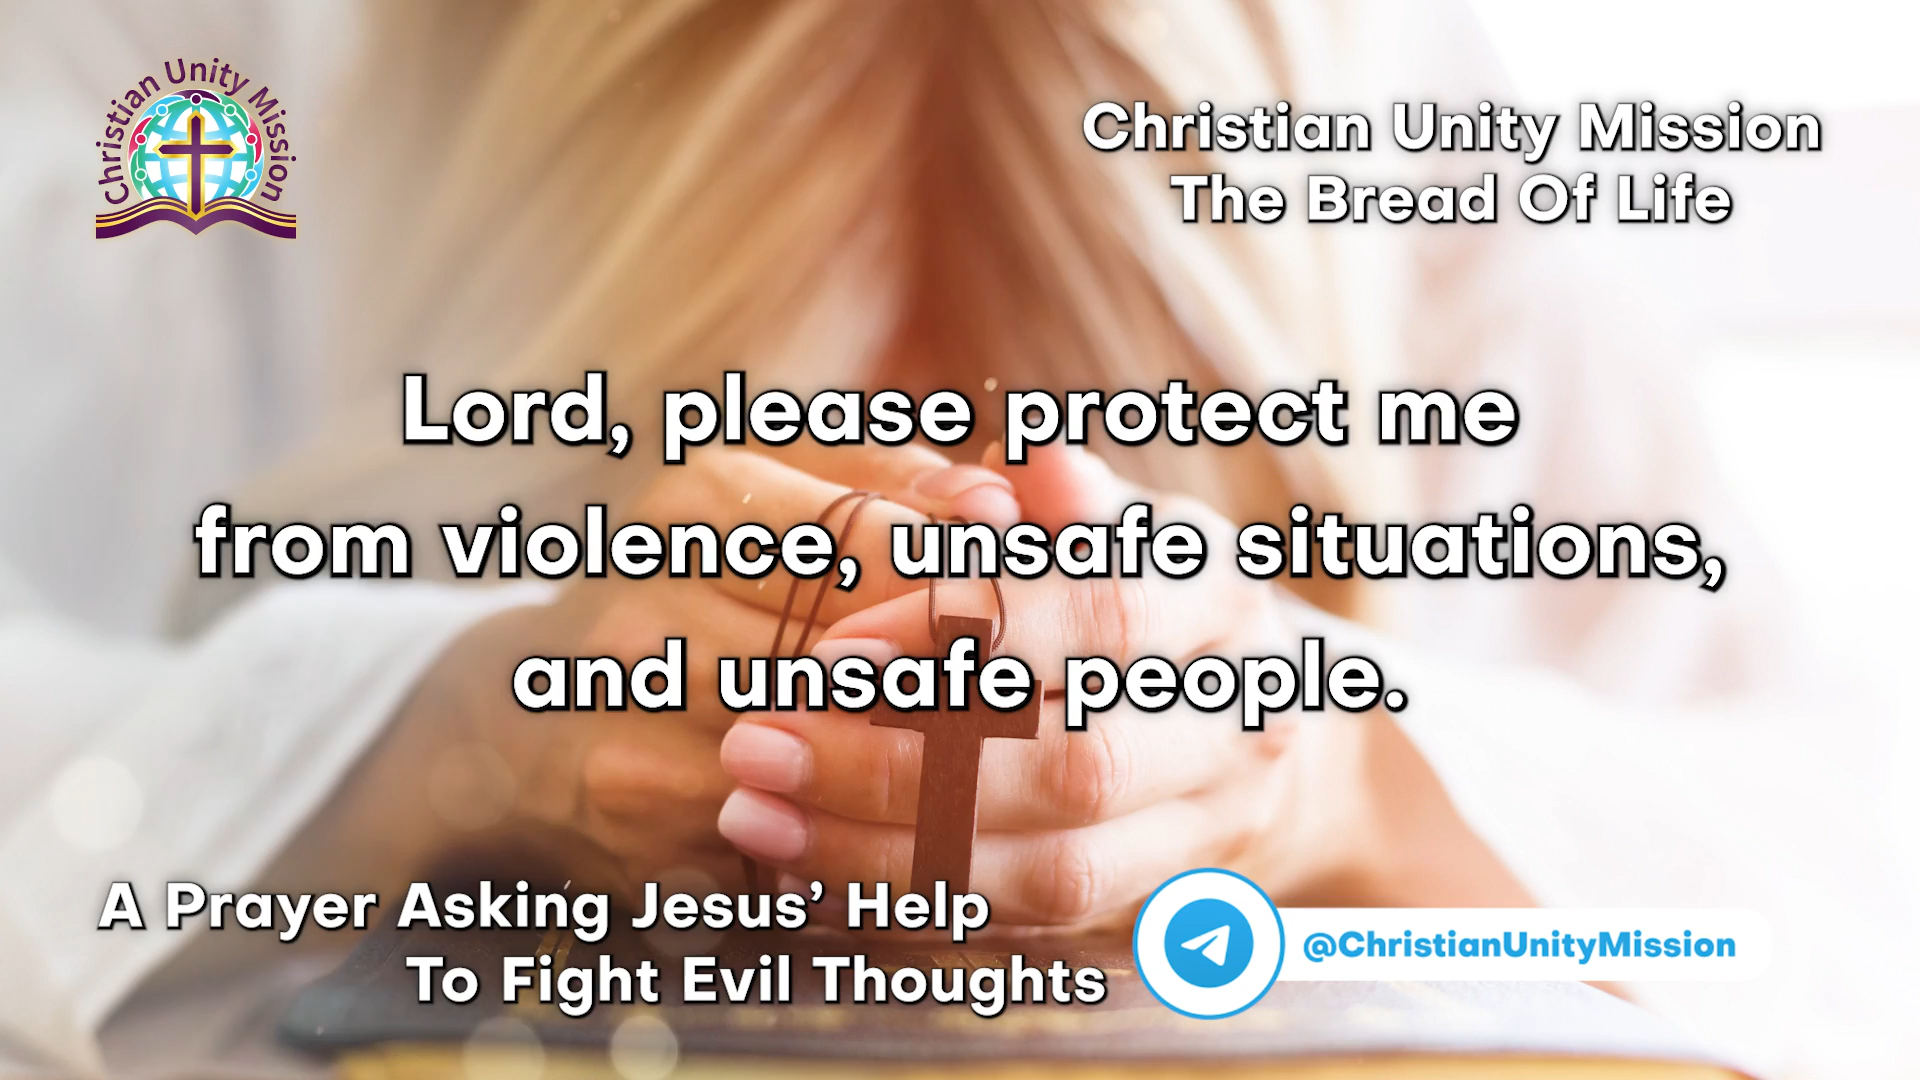 Christian Unity Mission
Christian Unity Mission
The Bread Of Life
Lord, please protect me
from violence, unsafe situations,
and unsafe people.
A Prayer Asking Jesus’ Help
To Fight Evil Thoughts
@ChristianUnityMission